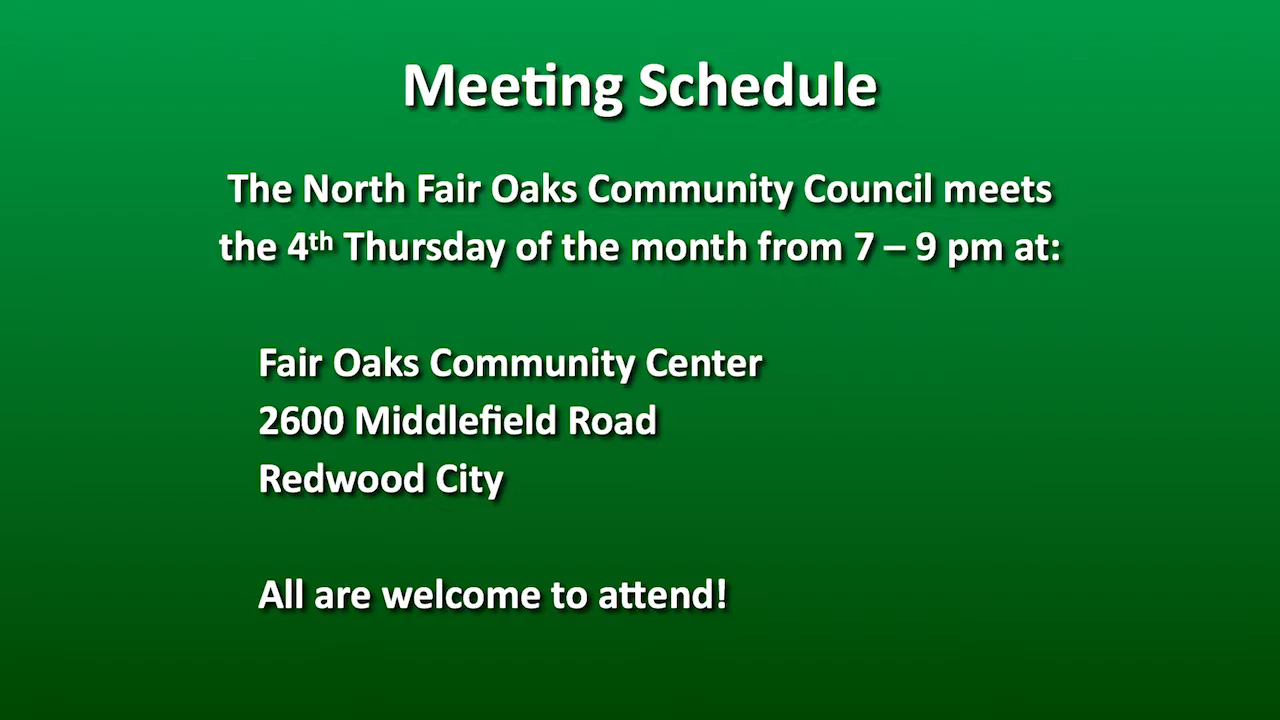 Meeting Schedule
The North Fair Oaks Community Council meets
the 4th Thursday of the month from 7 – 9 pm at:
Fair Oaks Community Center
2600 Middlefield Road
Redwood City
All are welcome to attend!